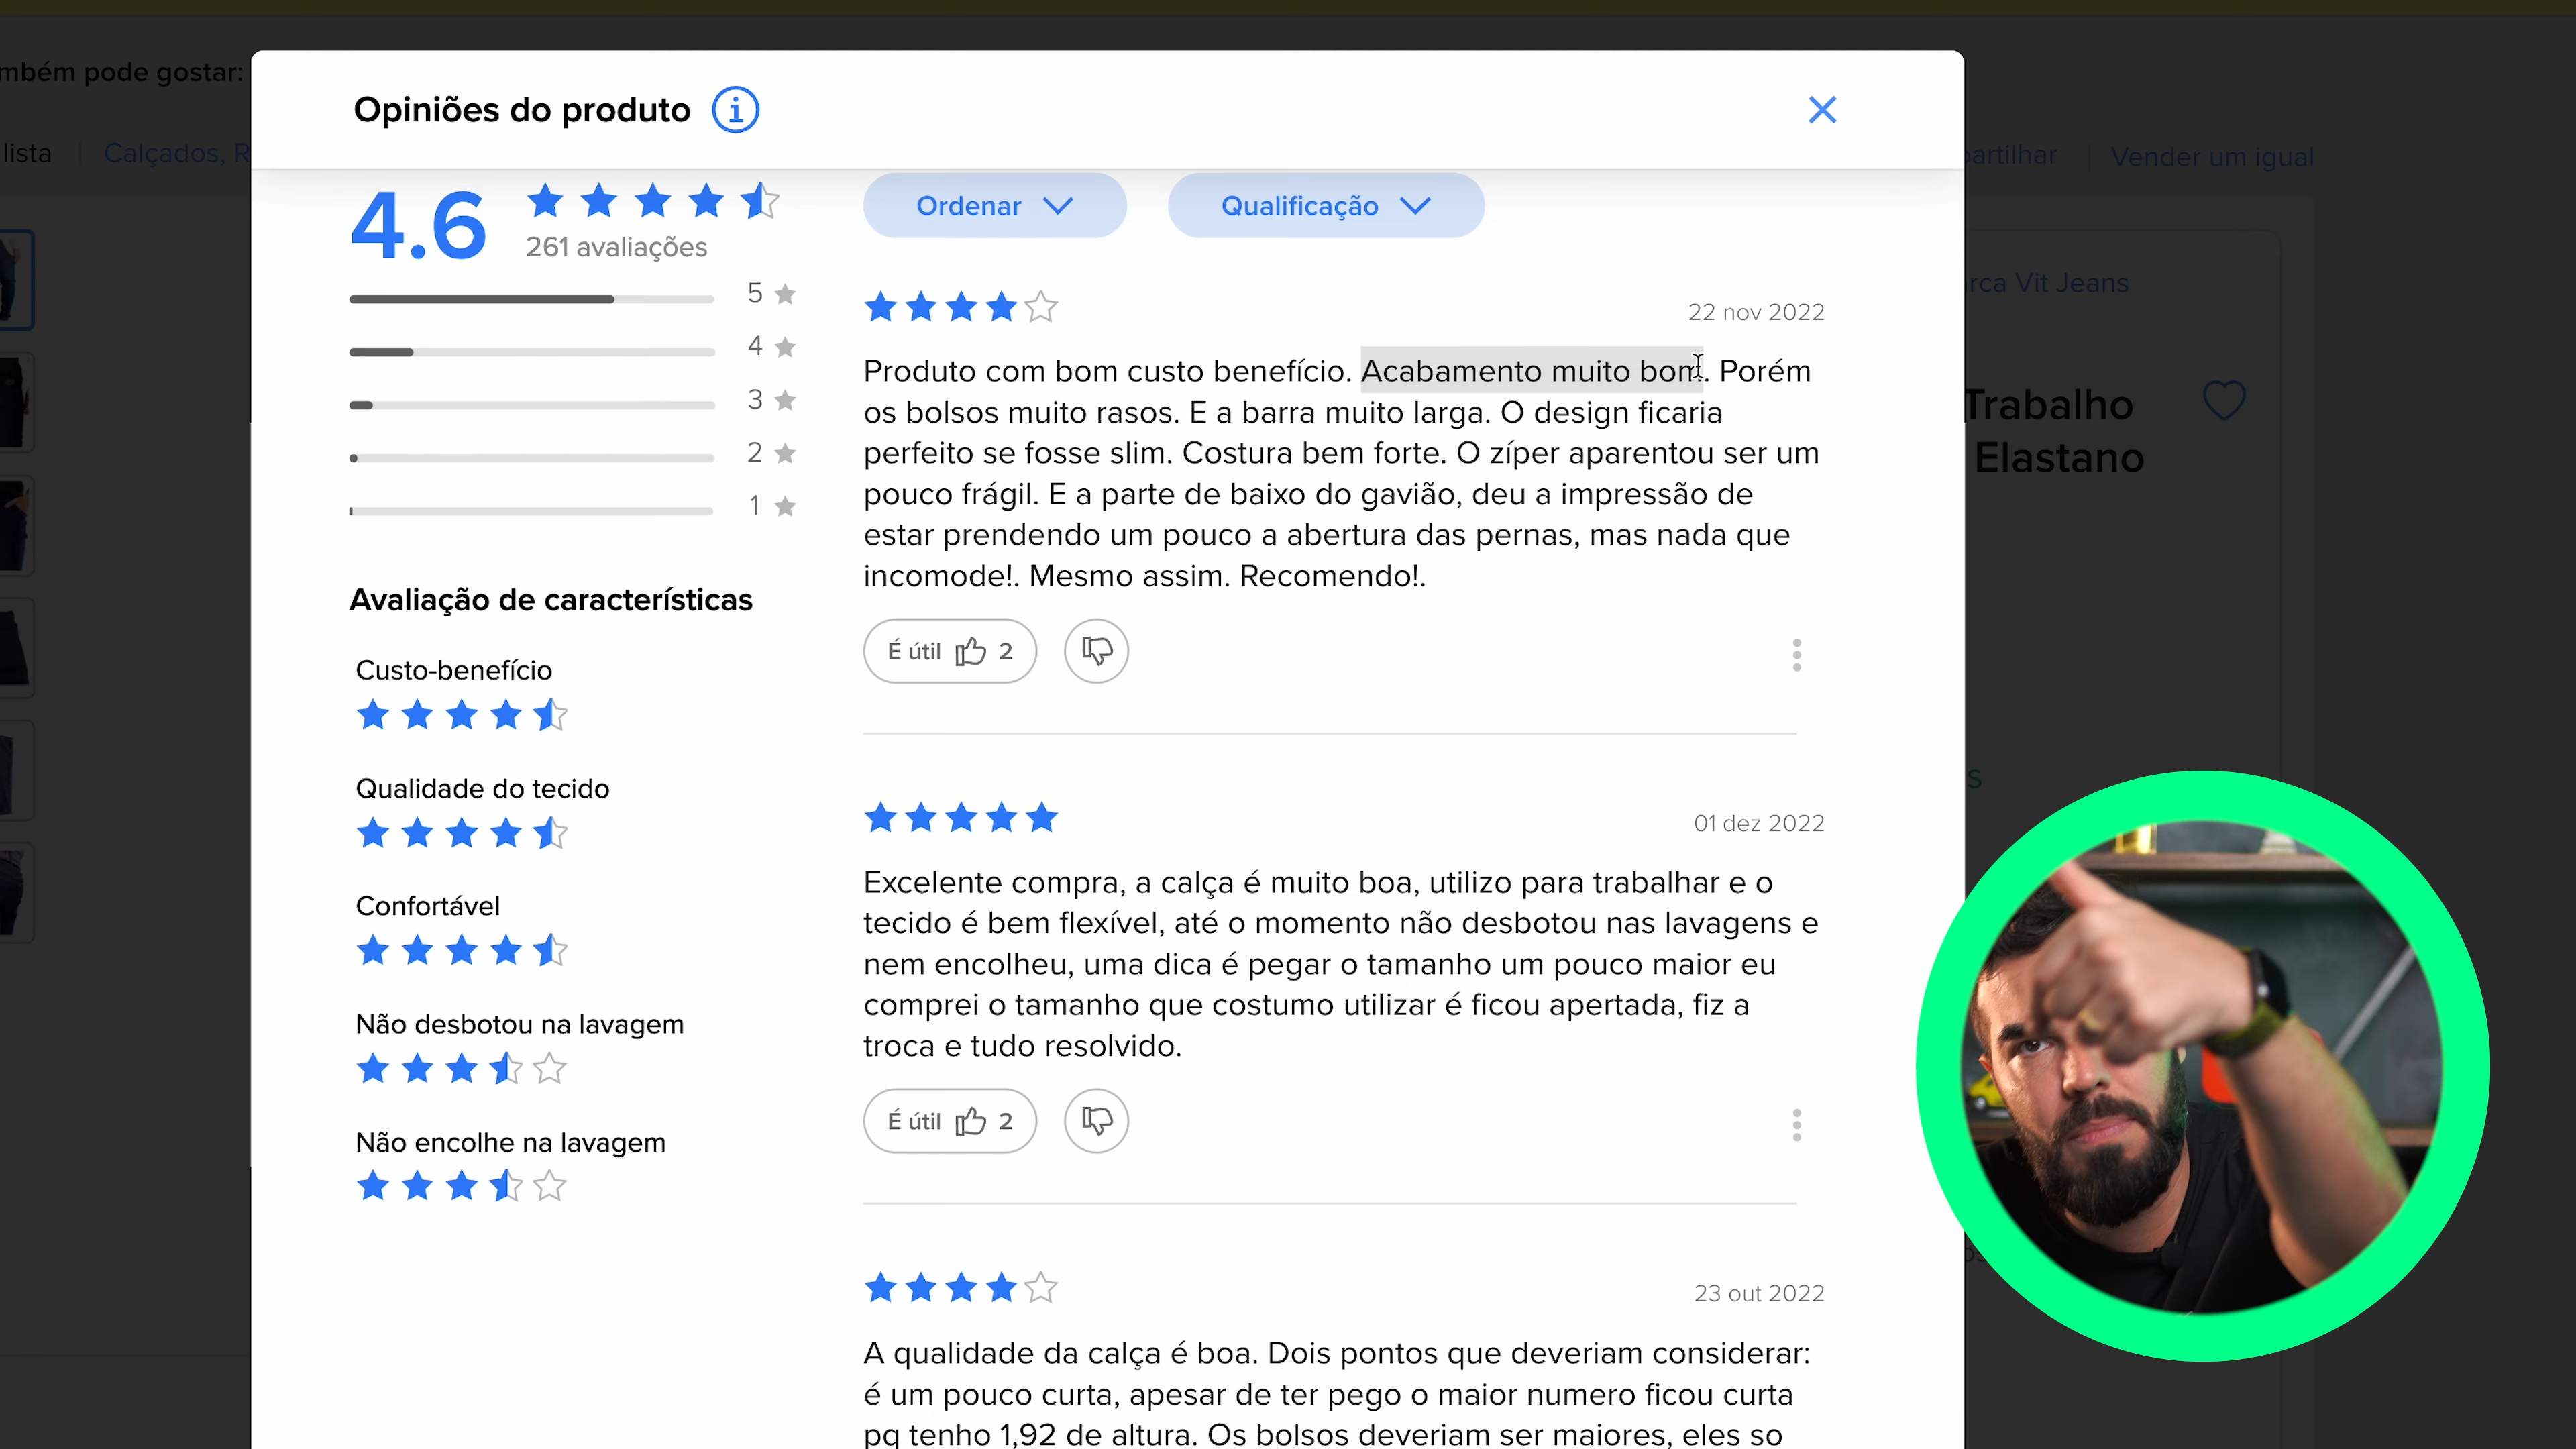 mbém pode gostar:
lista
Calçados, R
partilhar
Vender um igual
rca Vit Jeans
Trabalho
Elastano
Opiniões do produto
4.6
261 avaliações
5
4
3
2
1
Avaliação de características
Custo-benefício
Qualidade do tecido
Confortável
Não desbotou na lavagem
Não encolhe na lavagem
Ordenar
Qualificação
22 nov 2022
Produto com bom custo benefício. Acabamento muito bom. Porém
os bolsos muito rasos. E a barra muito larga. O design ficaria
perfeito se fosse slim. Costura bem forte. O zíper aparentou ser um
pouco frágil. E a parte de baixo do gavião, deu a impressão de
estar prendendo um pouco a abertura das pernas, mas nada que
incomode!. Mesmo assim. Recomendo!.
É útil 2
01 dez 2022
Excelente compra, a calça é muito boa, utilizo para trabalhar e o
tecido é bem flexível, até o momento não desbotou nas lavagens e
nem encolheu, uma dica é pegar o tamanho um pouco maior eu
comprei o tamanho que costumo utilizar é ficou apertada, fiz a
troca e tudo resolvido.
É útil 2
23 out 2022
A qualidade da calça é boa. Dois pontos que deveriam considerar:
é um pouco curta, apesar de ter pego o maior numero ficou curta
pq tenho 1,92 de altura. Os bolsos deveriam ser maiores, eles so